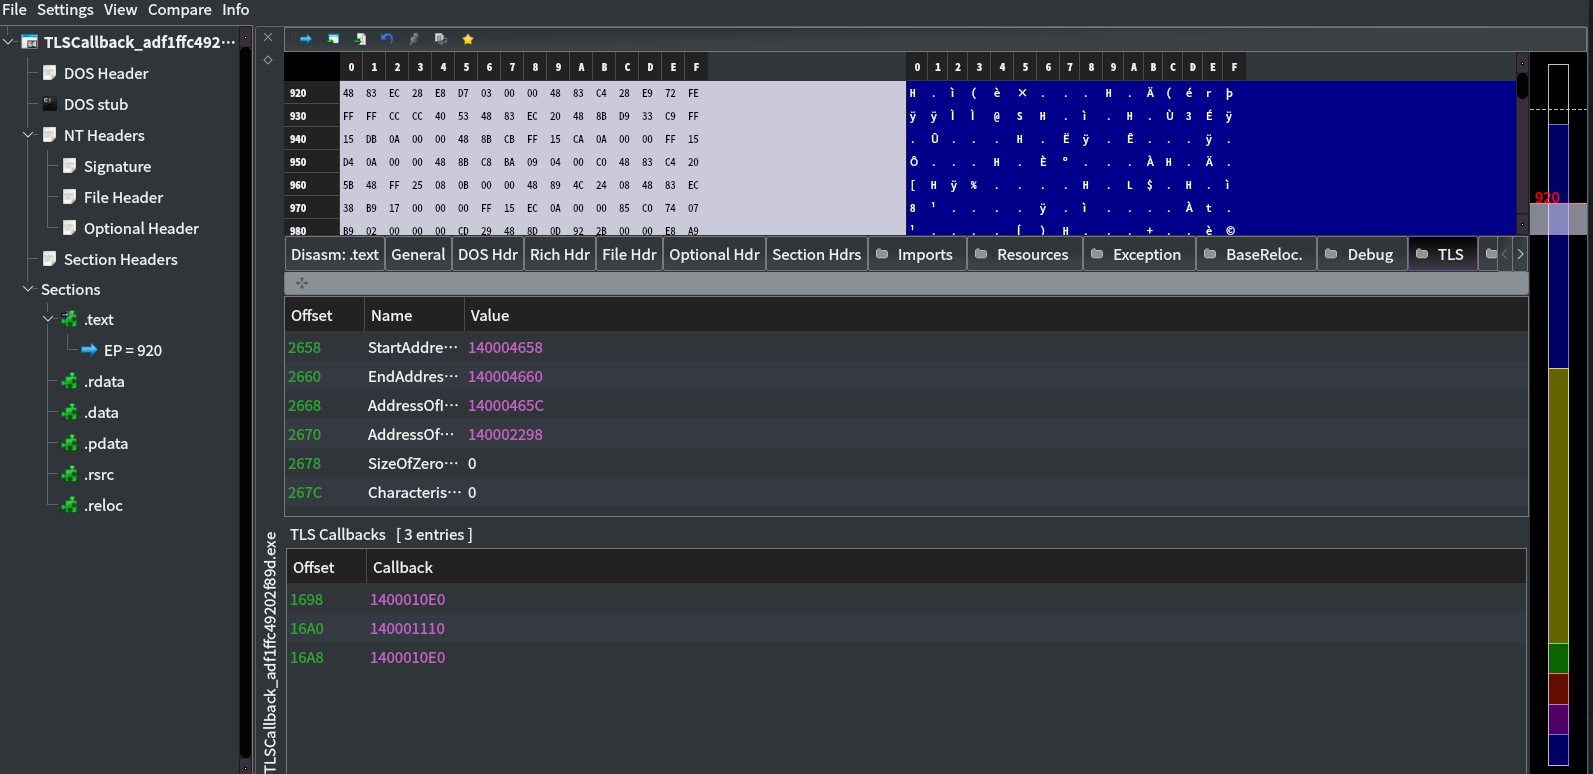 File Settings View Compare Info
TLSCallback_adf1ffc492···
DOS Header
DOS stub
NT Headers
Signature
File Header
Optional Header
Section Headers
Sections
.text
EP = 920
.rdata
.data
.pdata
.rsrc
.reloc
TLSCallback_adf1ffc49202f89d.exe
0 1 2 3 4 5 6 7 8 9 A B C D E F 0 1 2 3 4 5 6 7 8 9 A B C D E F
920 48 83 EC 28 E8 D7 03 00 00 48 83 C4 28 E9 72 FE H . ì ( è × . . . H . Ä ( é r þ
930 FF FF CC CC 40 53 48 83 EC 20 48 8B D9 33 C9 FF ÿ ÿ Ì Ì @ S H . ì . H . Ù 3 É ÿ
940 15 DB 0A 00 00 48 8B CB FF 15 CA 0A 00 00 FF 15 . Û . . . H . Ë ÿ . Ê . . . ÿ .
950 D4 0A 00 00 48 8B C8 BA 09 04 00 C0 48 83 C4 20 Ô . . . H . È º . . . À H . Ä .
960 5B 48 FF 25 08 0B 00 00 48 89 4C 24 08 48 83 EC [ H ÿ % . . . . H . L $ . H . ì
970 38 B9 17 00 00 00 FF 15 EC 0A 00 00 85 C0 74 07 8 ¹ . . . . ÿ . ì . . . . À t .
980 B9 02 00 00 00 CD 29 48 8D 0D 92 2B 00 00 E8 A9 ¹ . . . . Í ) H . . . + . . è ©
920
Disasm: .text General DOS Hdr Rich Hdr File Hdr Optional Hdr Section Hdrs Imports Resources Exception BaseReloc. Debug TLS
Offset Name Value
2658 StartAddre··· 140004658
2660 EndAddres··· 140004660
2668 AddressOfI··· 14000465C
2670 AddressOf··· 140002298
2678 SizeOfZero··· 0
267C Characteris··· 0
TLS Callbacks [ 3 entries ]
Offset Callback
1698 1400010E0
16A0 140001110
16A8 1400010E0